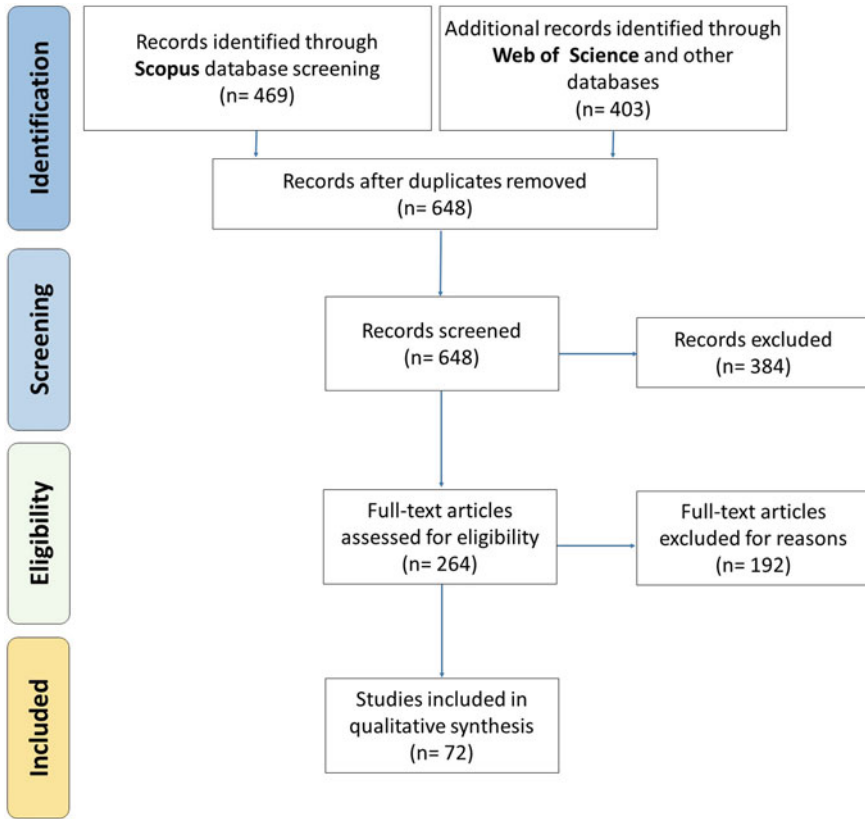 Identification
Records identified through
Scopus database screening
(n= 469)
Additional records identified through
Web of Science and other
databases
(n= 403)
Records after duplicates removed
(n= 648)
Screening
Records screened
(n= 648)
Records excluded
(n= 384)
Eligibility
Full-text articles
assessed for eligibility
(n= 264)
Full-text articles
excluded for reasons
(n= 192)
Included
Studies included in
qualitative synthesis
(n= 72)